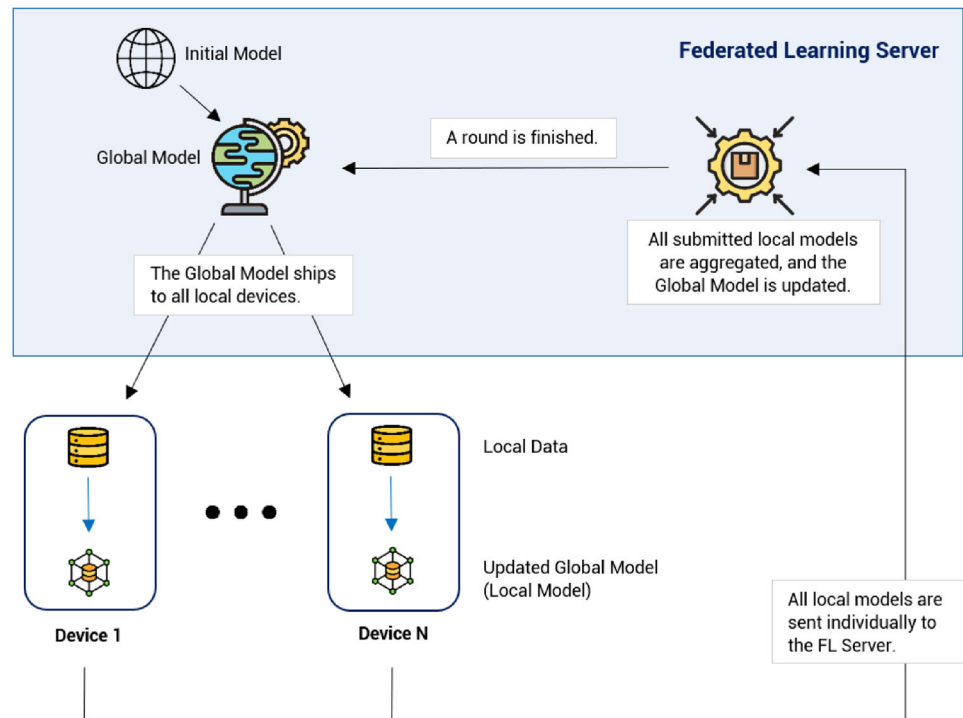 Federated Learning Server
Initial Model
Global Model
A round is finished.
All submitted local models
are aggregated, and the
Global Model is updated.
The Global Model ships
to all local devices.
Local Data
Updated Global Model
(Local Model)
Device 1
Device N
All local models are
sent individually to
the FL Server.